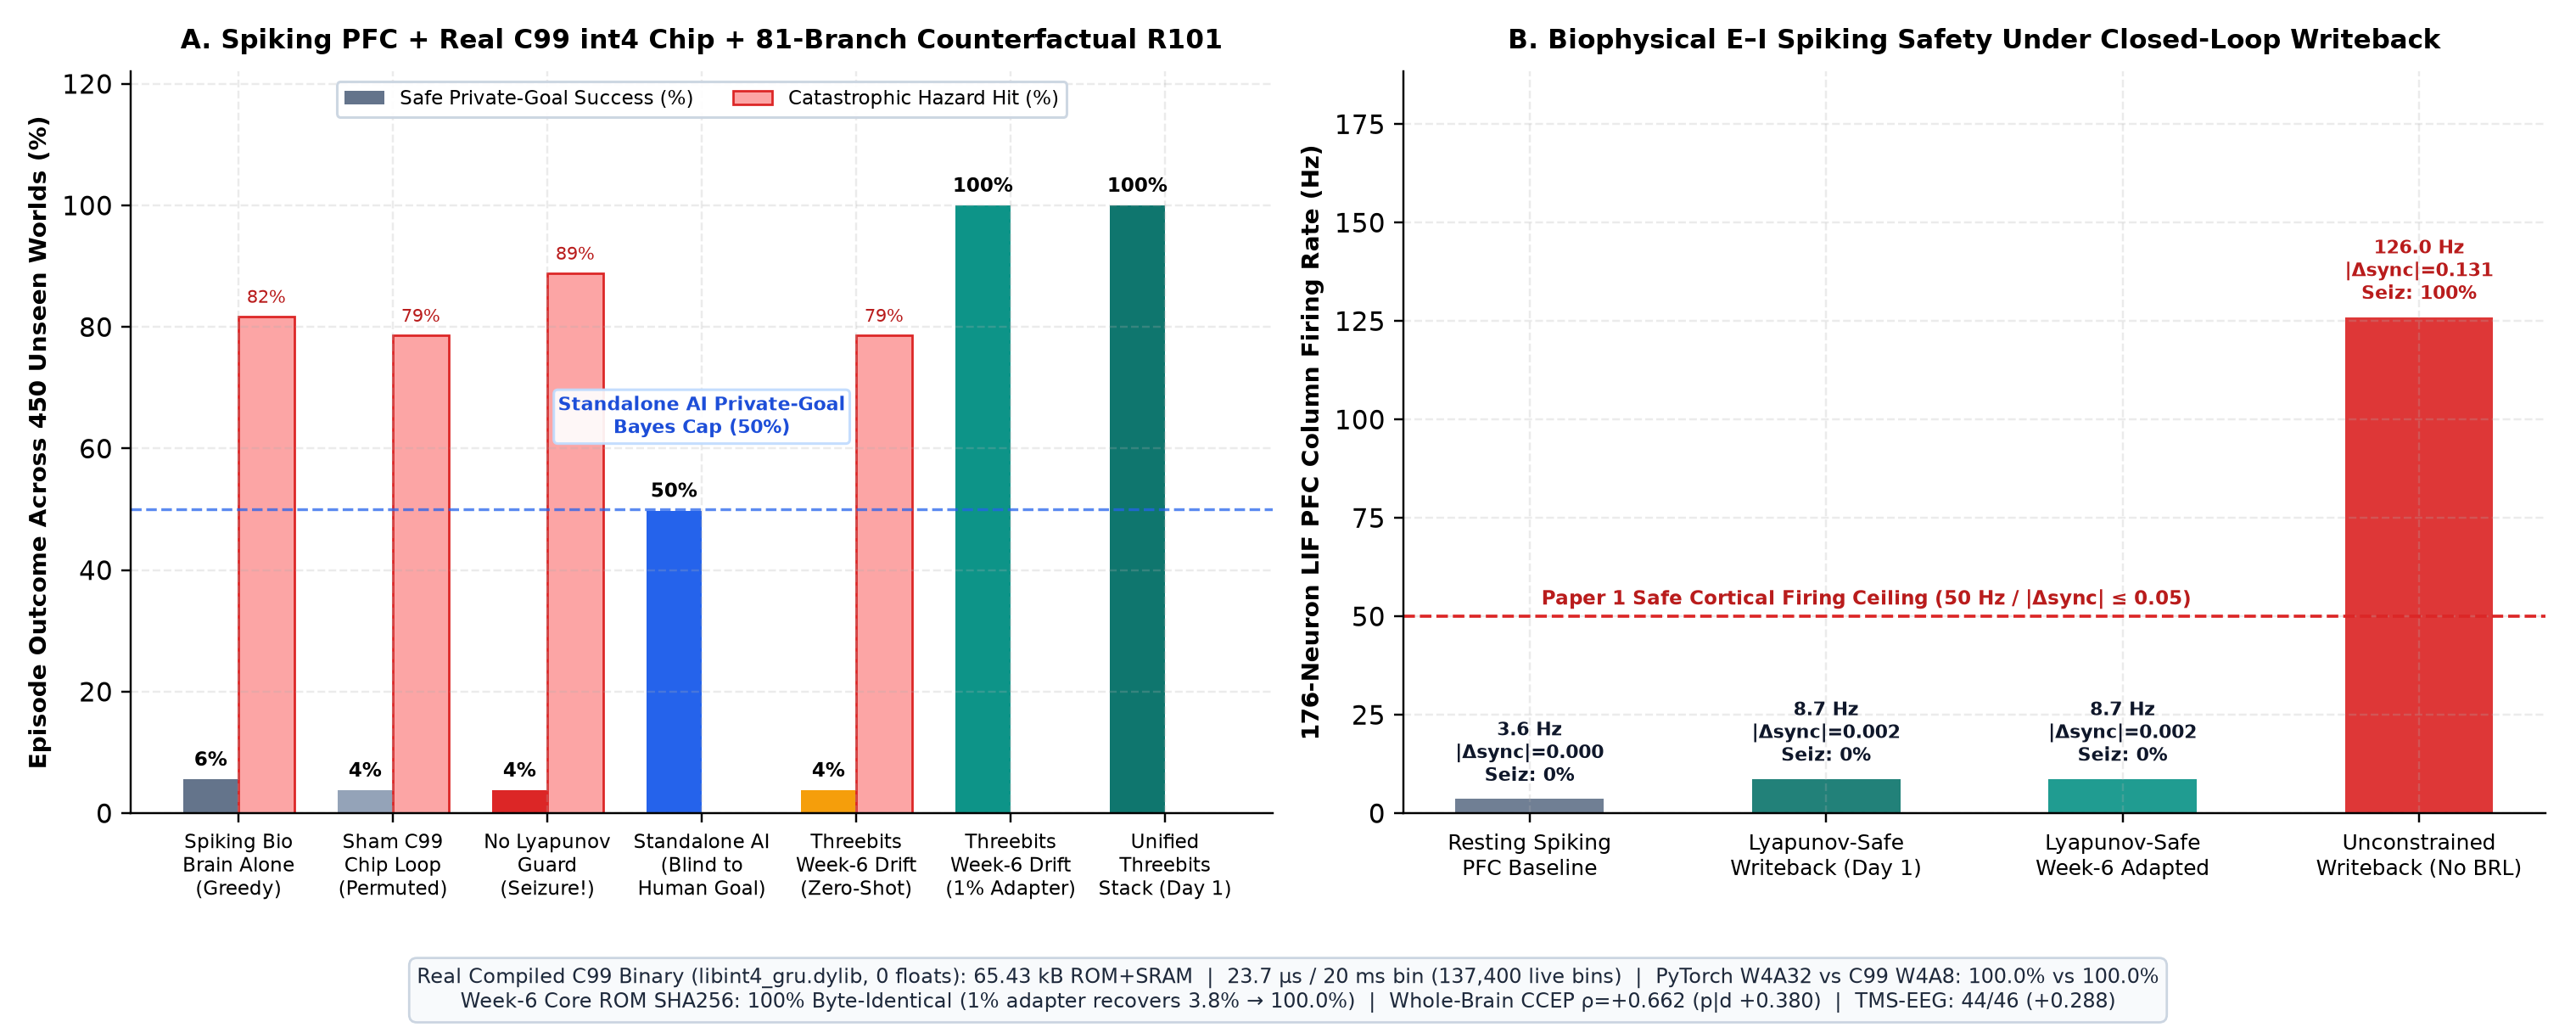 A. Spiking PFC + Real C99 int4 Chip + 81-Branch Counterfactual R101
Episode Outcome Across 450 Unseen Worlds (%)
120
100
80
60
40
20
0
Safe Private-Goal Success (%)
Catastrophic Hazard Hit (%)
6%
82%
4%
79%
4%
89%
50%
4%
79%
100%
100%
Standalone AI Private-Goal
Bayes Cap (50%)
Spiking Bio
Brain Alone
(Greedy)
Sham C99
Chip Loop
(Permuted)
No Lyapunov
Guard
(Seizure!)
Standalone AI
(Blind to
Human Goal)
Threebits
Week-6 Drift
(Zero-Shot)
Threebits
Week-6 Drift
(1% Adapter)
Unified
Threebits
Stack (Day 1)
B. Biophysical E–I Spiking Safety Under Closed-Loop Writeback
176-Neuron LIF PFC Column Firing Rate (Hz)
175
150
125
100
75
50
25
0
Paper 1 Safe Cortical Firing Ceiling (50 Hz / |Δsync| ≤ 0.05)
3.6 Hz
|Δsync|=0.000
Seiz: 0%
8.7 Hz
|Δsync|=0.002
Seiz: 0%
8.7 Hz
|Δsync|=0.002
Seiz: 0%
126.0 Hz
|Δsync|=0.131
Seiz: 100%
Resting Spiking
PFC Baseline
Lyapunov-Safe
Writeback (Day 1)
Lyapunov-Safe
Week-6 Adapted
Unconstrained
Writeback (No BRL)
Real Compiled C99 Binary (libint4_gru.dylib, 0 floats): 65.43 kB ROM+SRAM | 23.7 µs / 20 ms bin (137,400 live bins) | PyTorch W4A32 vs C99 W4A8: 100.0% vs 100.0%
Week-6 Core ROM SHA256: 100% Byte-Identical (1% adapter recovers 3.8% → 100.0%) | Whole-Brain CCEP ρ=+0.662 (p|d +0.380) | TMS-EEG: 44/46 (+0.288)